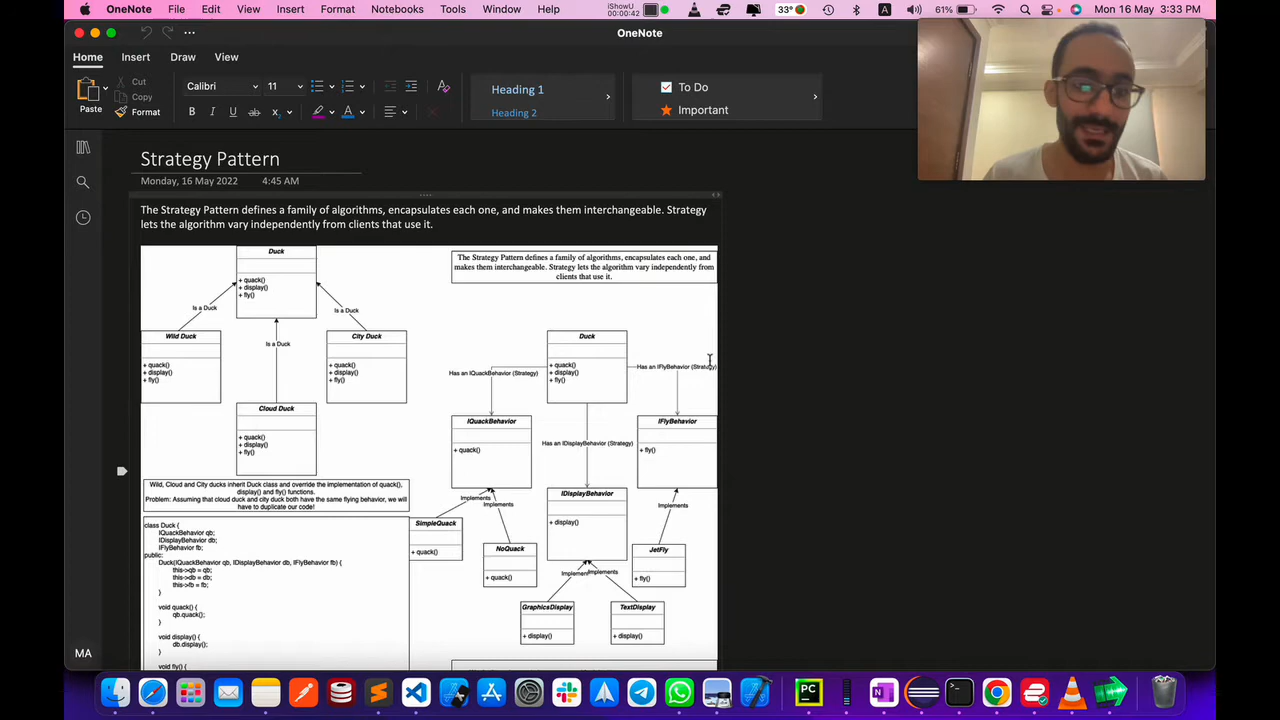 OneNote File Edit View Insert Format Notebooks Tools Window Help
iShowU
00:00:42
33° A 61% Mon 16 May 3:33 PM
OneNote
Home Insert Draw View
Paste
Cut
Copy
Format
Calibri 11
B I U ab x₂ A
Heading 1
Heading 2
To Do
Important
Strategy Pattern
Monday, 16 May 2022 4:45 AM
The Strategy Pattern defines a family of algorithms, encapsulates each one, and makes them interchangeable. Strategy
lets the algorithm vary independently from clients that use it.
Duck
+ quack()
+ display()
+ fly()
Is a Duck
Is a Duck
Is a Duck
Wild Duck
+ quack()
+ display()
+ fly()
City Duck
+ quack()
+ display()
+ fly()
Cloud Duck
+ quack()
+ display()
+ fly()
Wild, Cloud and City ducks inherit Duck class and override the implementation of quack(),
display() and fly() functions.
Problem: Assuming that cloud duck and city duck both have the same flying behavior, we will
have to duplicate our code!
class Duck {
IQuackBehavior qb;
IDisplayBehavior db;
IFlyBehavior fb;
public:
Duck(IQuackBehavior qb, IDisplayBehavior db, IFlyBehavior fb) {
this->qb = qb;
this->db = db;
this->fb = fb;
}
void quack() {
qb.quack();
}
void display() {
db.display();
}
void fly() {
The Strategy Pattern defines a family of algorithms, encapsulates each one, and
makes them interchangeable. Strategy lets the algorithm vary independently from
clients that use it.
Duck
+ quack()
+ display()
+ fly()
Has an IQuackBehavior (Strategy)
Has an IFlyBehavior (Strategy)
Has an IDisplayBehavior (Strategy)
IQuackBehavior
+ quack()
IFlyBehavior
+ fly()
IDisplayBehavior
+ display()
Implements
Implements
Implements
SimpleQuack
+ quack()
NoQuack
+ quack()
JetFly
+ fly()
Implements
GraphicsDisplay
+ display()
TextDisplay
+ display()
MA
PC
N